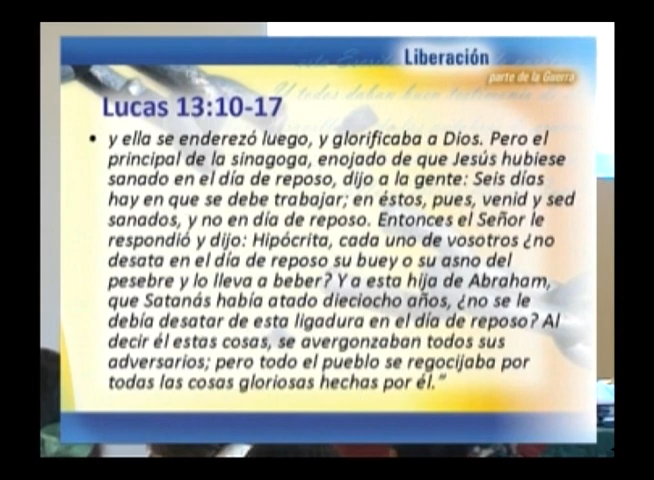 Liberación
parte de la Guerra
Lucas 13:10-17
• y ella se enderezó luego, y glorificaba a Dios. Pero el
principal de la sinagoga, enojado de que Jesús hubiese
sanado en el día de reposo, dijo a la gente: Seis días
hay en que se debe trabajar; en éstos, pues, venid y sed
sanados, y no en día de reposo. Entonces el Señor le
respondió y dijo: Hipócrita, cada uno de vosotros ¿no
desata en el día de reposo su buey o su asno del
pesebre y lo lleva a beber? Y a esta hija de Abraham,
que Satanás había atado dieciocho años, ¿no se le
debía desatar de esta ligadura en el día de reposo? Al
decir él estas cosas, se avergonzaban todos sus
adversarios; pero todo el pueblo se regocijaba por
todas las cosas gloriosas hechas por él.”